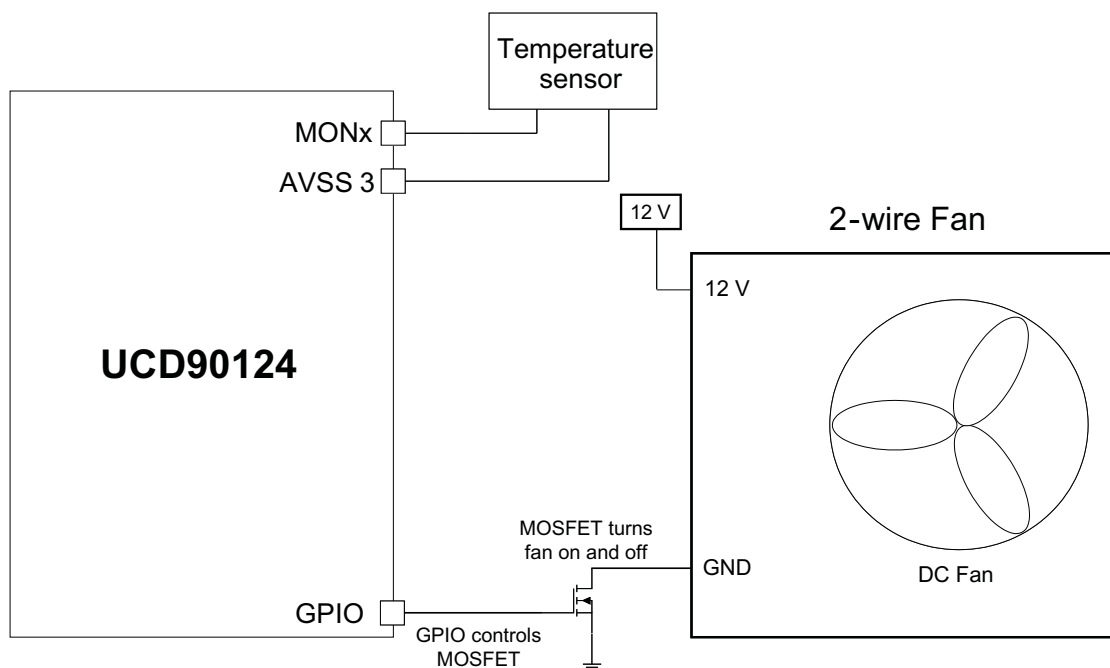 Temperature
sensor
MONx
AVSS 3
12 V
2-wire Fan
12 V
UCD90124
MOSFET turns
fan on and off
GND
DC Fan
GPIO
GPIO controls
MOSFET